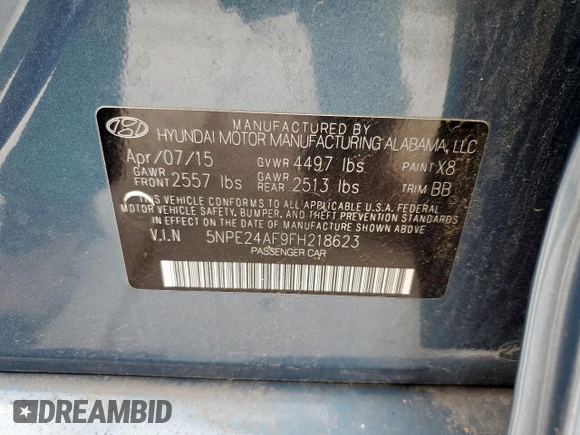 MANUFACTURED BY
HYUNDAI MOTOR MANUFACTURING ALABAMA, LLC
Apr/07/15 GVWR 4497 lbs PAINT X8
GAWR FRONT 2557 lbs GAWR REAR 2513 lbs TRIM BB
THIS VEHICLE CONFORMS TO ALL APPLICABLE U.S.A. FEDERAL
MOTOR VEHICLE SAFETY, BUMPER, AND THEFT PREVENTION STANDARDS
IN EFFECT ON THE DATE OF MANUFACTURE SHOWN ABOVE.
V.I.N 5NPE24AF9FH218623
PASSENGER CAR
DREAMBID